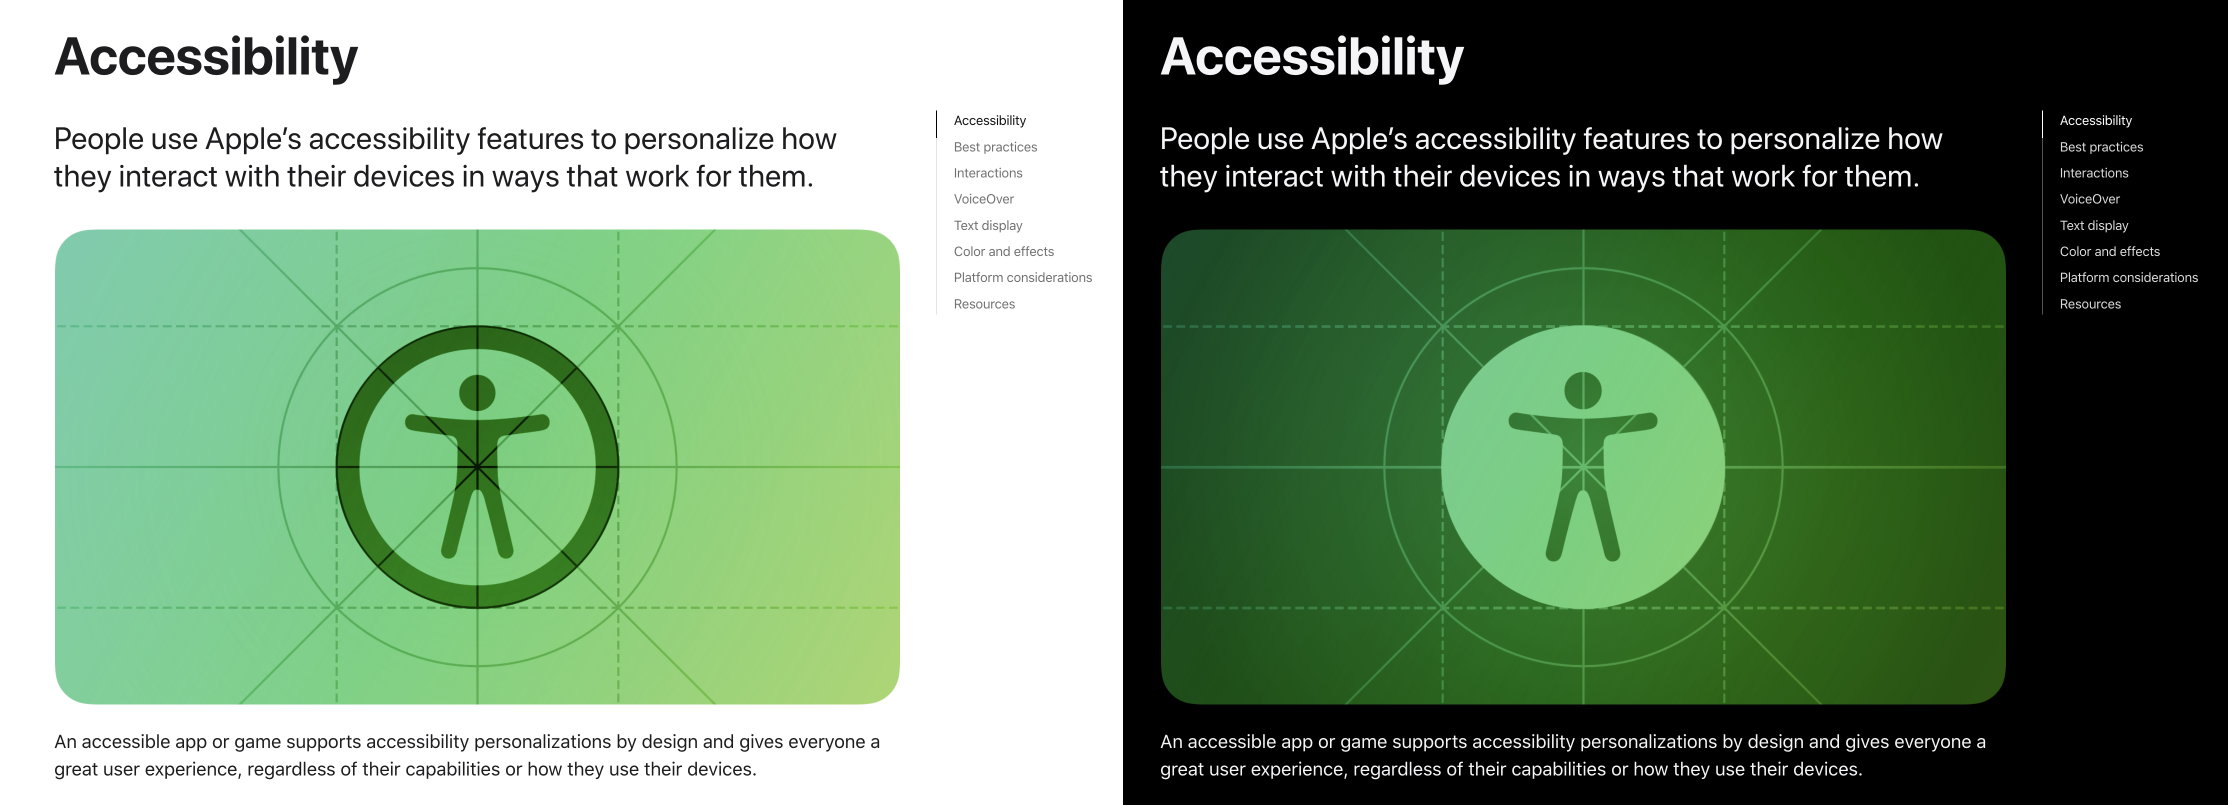 Accessibility
People use Apple’s accessibility features to personalize how
they interact with their devices in ways that work for them.
Accessibility
Best practices
Interactions
VoiceOver
Text display
Color and effects
Platform considerations
Resources
An accessible app or game supports accessibility personalizations by design and gives everyone a
great user experience, regardless of their capabilities or how they use their devices.
Accessibility
People use Apple’s accessibility features to personalize how
they interact with their devices in ways that work for them.
Accessibility
Best practices
Interactions
VoiceOver
Text display
Color and effects
Platform considerations
Resources
An accessible app or game supports accessibility personalizations by design and gives everyone a
great user experience, regardless of their capabilities or how they use their devices.